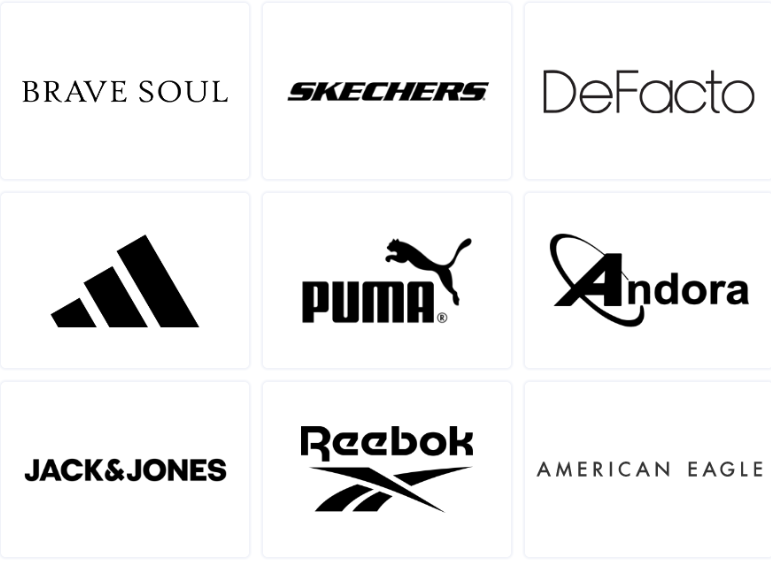 BRAVE SOUL
SKECHERS
DeFacto
PUMA®
Andora
JACK&JONES
Reebok
AMERICAN EAGLE